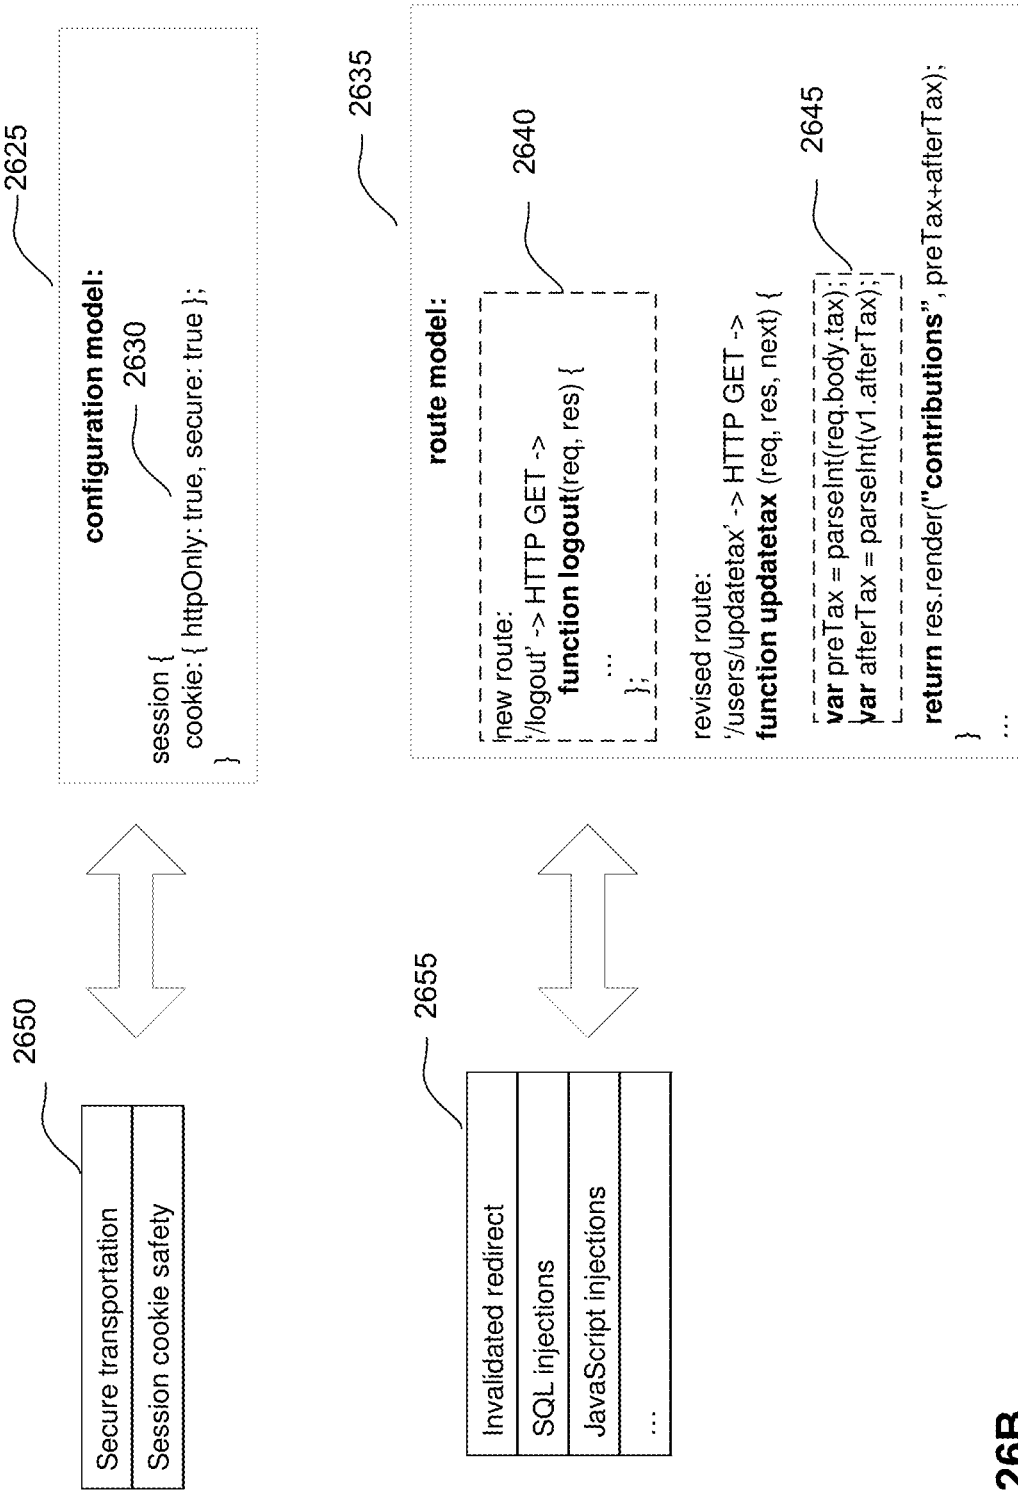 2650
Secure transportation
Session cookie safety
2625
configuration model:
2630
session {
cookie: { httpOnly: true, secure: true };
}
2655
Invalidated redirect
SQL injections
JavaScript injections
...
2635
route model:
2640
new route:
‘/logout’ -> HTTP GET ->
function logout(req, res) {
...
};
revised route:
‘/users/updatetax’ -> HTTP GET ->
function updatetax (req, res, next) {
2645
var preTax = parseInt(req.body.tax);
var afterTax = parseInt(v1.afterTax);
return res.render("contributions”, preTax+afterTax);
}
...
26B